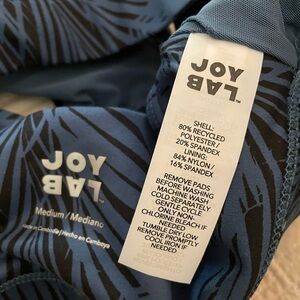 JOY
LAB
™
SHELL:
80% RECYCLED
POLYESTER /
20% SPANDEX
LINING:
84% NYLON /
16% SPANDEX
REMOVE PADS
BEFORE WASHING
MACHINE WASH
COLD SEPARATELY
GENTLE CYCLE
ONLY NON-
CHLORINE BLEACH IF
NEEDED
TUMBLE DRY LOW
REMOVE PROMPTLY
COOL IRON IF
NEEDED
JOY
LAB
™
Medium / Mediano
Made in Cambodia / Hecho en Camboya